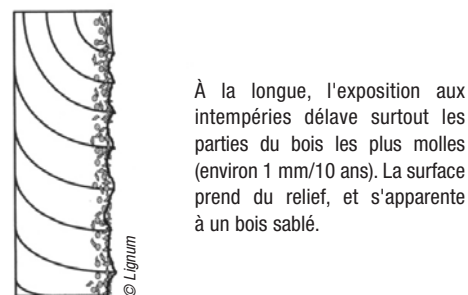 À la longue, l'exposition aux
intempéries délave surtout les
parties du bois les plus molles
(environ 1 mm/10 ans). La surface
prend du relief, et s'apparente
à un bois sablé.
© Lignum